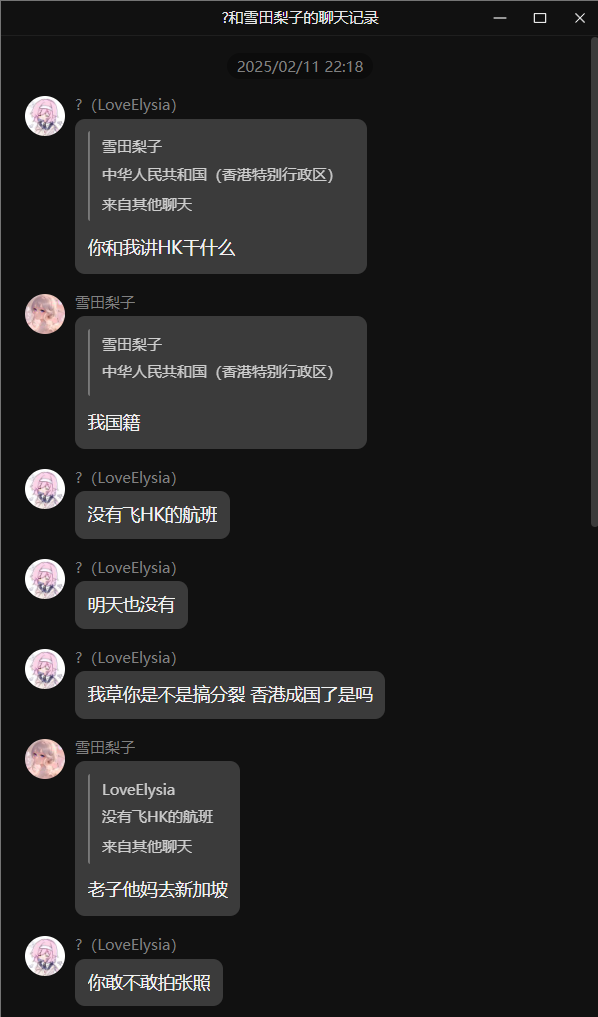 ?和雪田梨子的聊天记录
2025/02/11 22:18
?（LoveElysia）
雪田梨子
中华人民共和国（香港特别行政区）
来自其他聊天
你和我讲HK干什么
雪田梨子
雪田梨子
中华人民共和国（香港特别行政区）
我国籍
?（LoveElysia）
没有飞HK的航班
?（LoveElysia）
明天也没有
?（LoveElysia）
我草你是不是搞分裂 香港成国了是吗
雪田梨子
LoveElysia
没有飞HK的航班
来自其他聊天
老子他妈去新加坡
?（LoveElysia）
你敢不敢拍张照